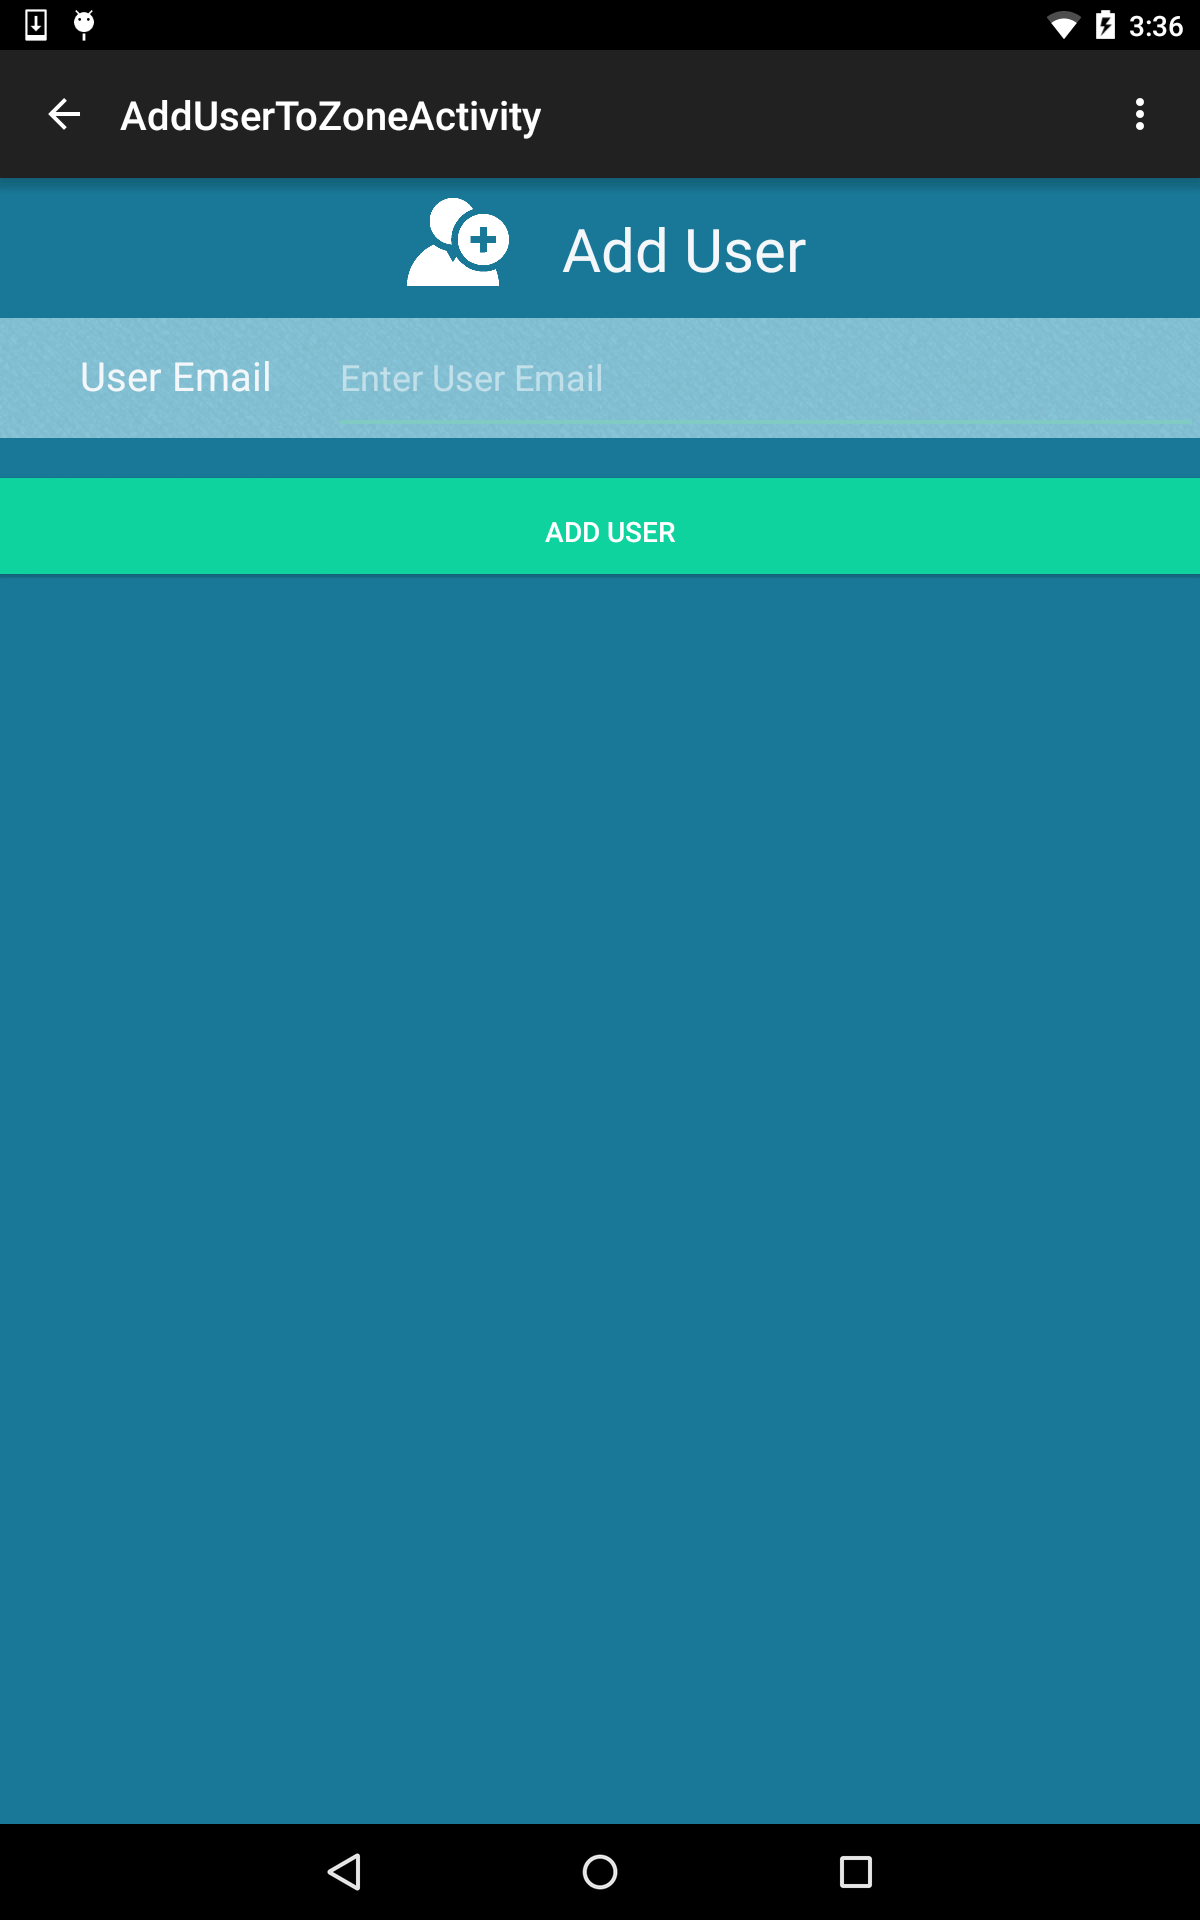 3:36
AddUserToZoneActivity
Add User
User Email Enter User Email
ADD USER